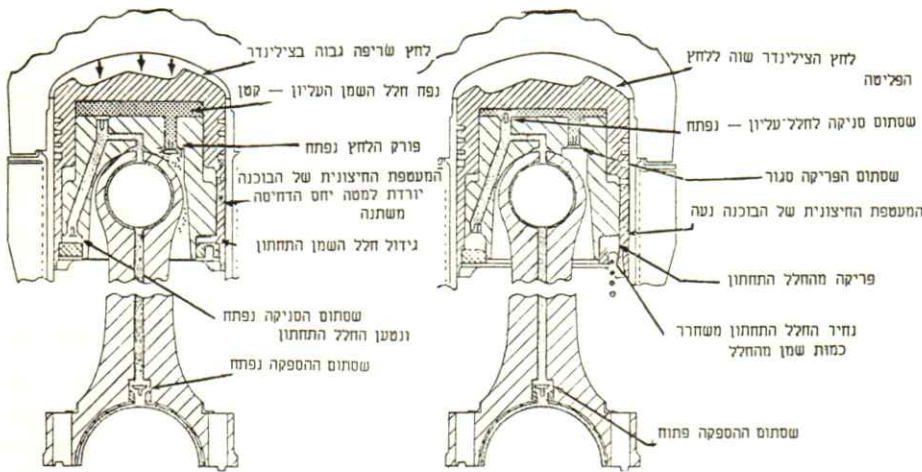 לחץ הצילינדר שוה ללחץ
הפליטה
שסתום סניקה לחלל-עליון — נפתח
שסתום הפריקה סגור
המעטפת החיצונית של הבוכנה נעה
פריקה מהחלל התחתון
נחיר החלל התחתון משחרר
כמות שמן מהחלל
שסתום ההספקה פתוח
לחץ שריפה גבוה בצילינדר
נפח חלל השמן העליון — קטן
פורק הלחץ נפתח
המעטפת החיצונית של הבוכנה
יורדת למטה יחס הדחיסה
משתנה
גידול חלל השמן התחתון
שסתום הסניקה נפתח
ונטען החלל התחתון
שסתום ההספקה נפתח